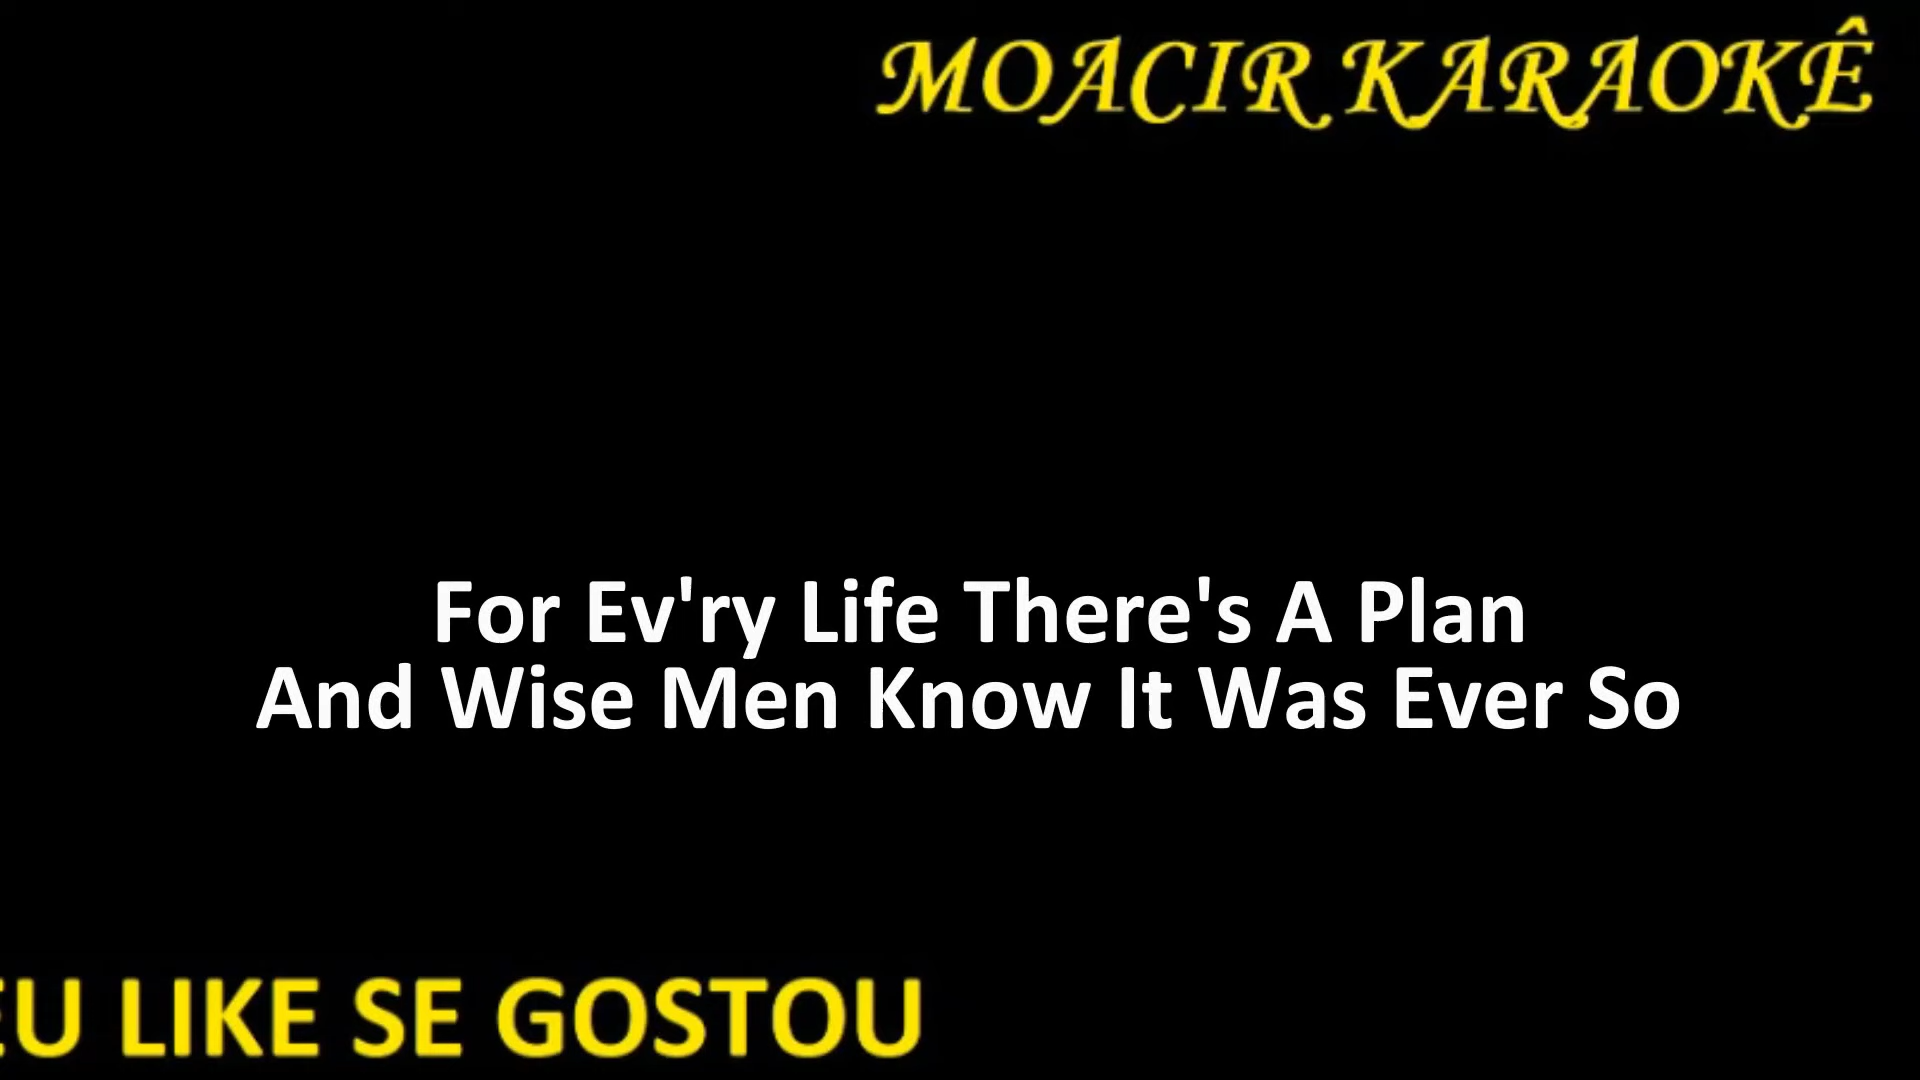 MOACIR KARAOKÊ
For Ev'ry Life There's A Plan
And Wise Men Know It Was Ever So
EU LIKE SE GOSTOU